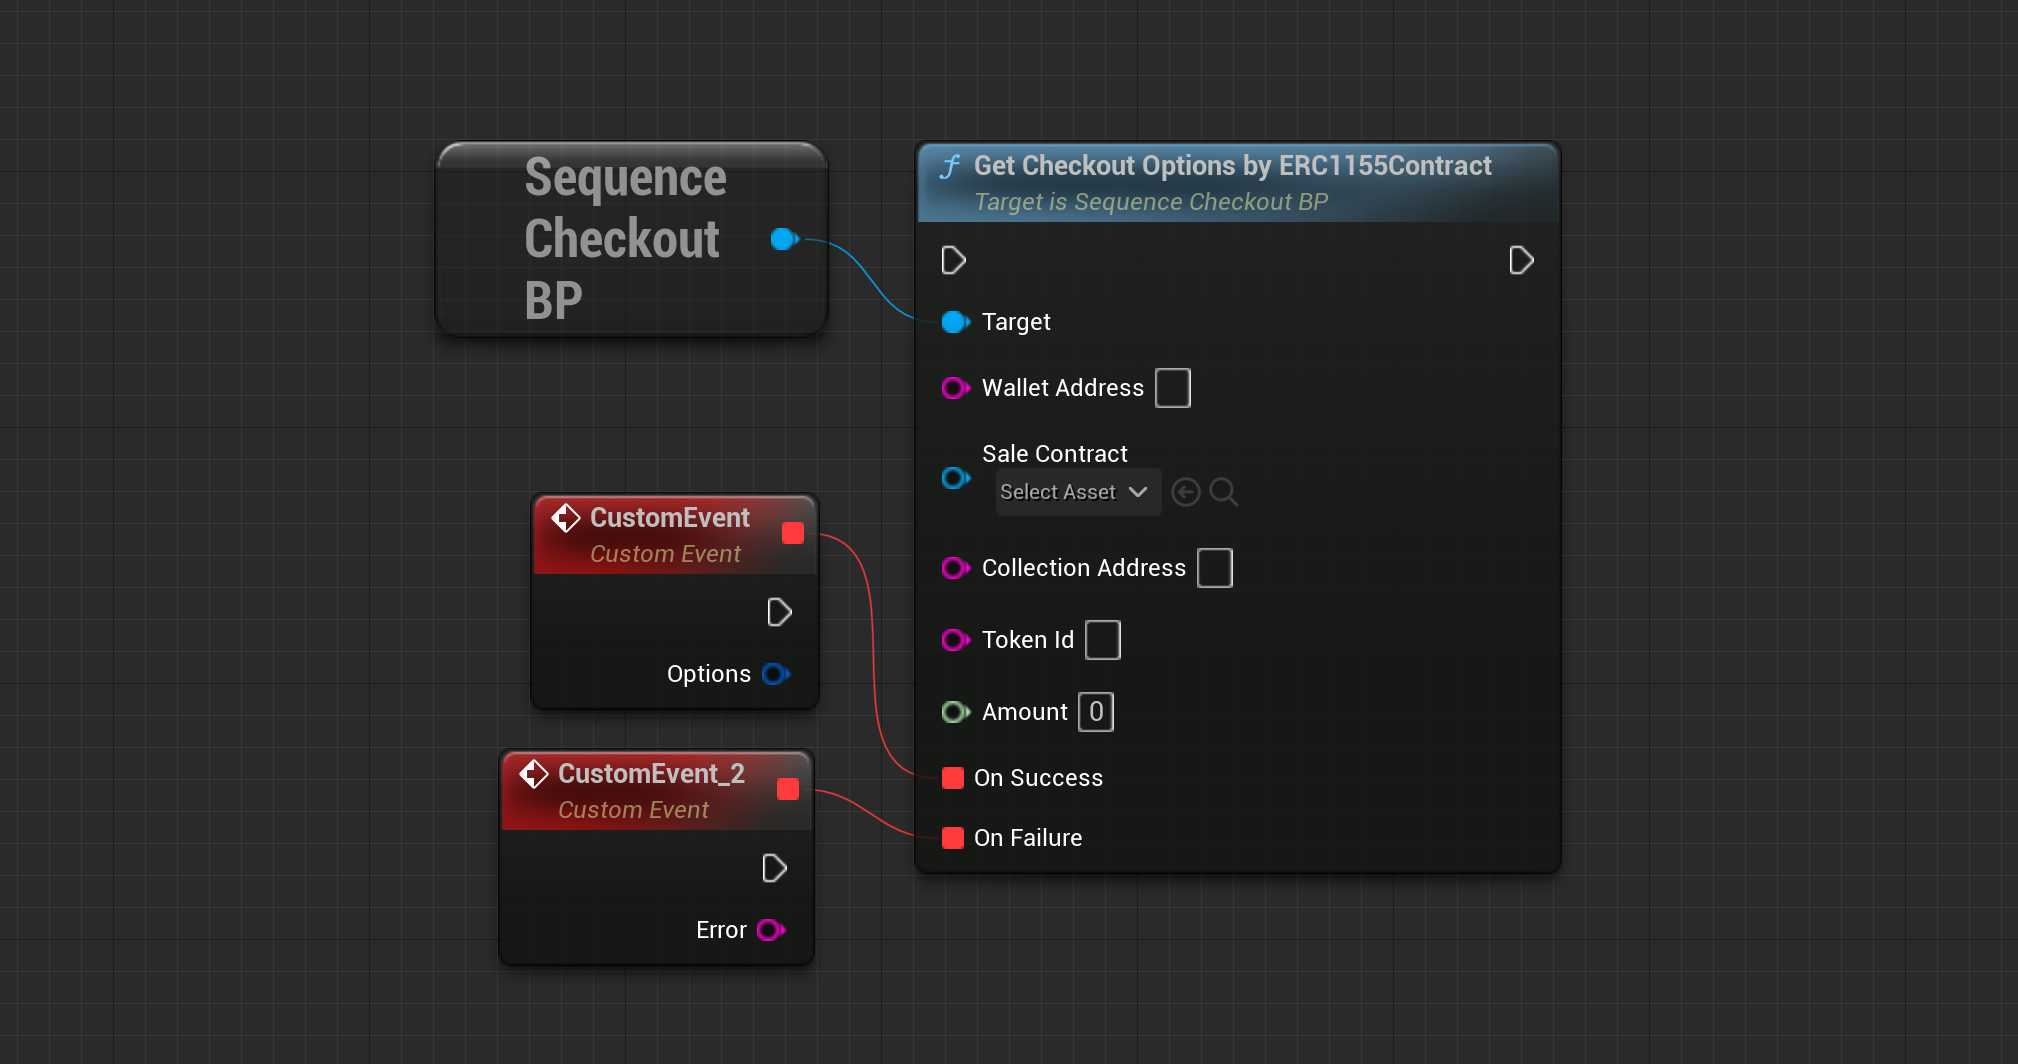 Sequence
Checkout
BP
Get Checkout Options by ERC1155Contract
Target is Sequence Checkout BP
Target
Wallet Address
Sale Contract
Select Asset
Collection Address
Token Id
Amount 0
On Success
On Failure
CustomEvent
Custom Event
Options
CustomEvent_2
Custom Event
Error